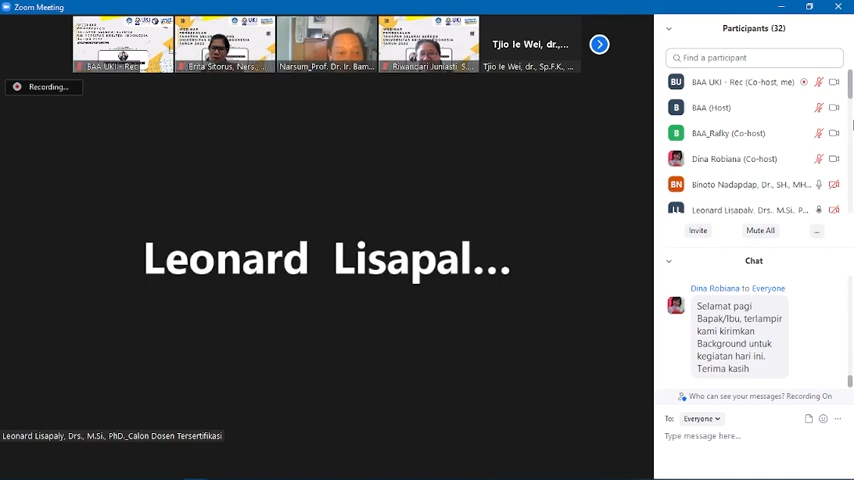 Zoom Meeting
BAA UKI - Rec
Erita Sitorus, Ners.,...
Narsum_Prof. Dr. Ir. Bam...
Riwandari Juniasti, S....
Tjio Ie Wei, dr.,...
Tjio Ie Wei, dr., Sp.F.K., ...
Recording...
Leonard Lisapal...
Leonard Lisapaly, Drs., M.Si., PhD._Calon Dosen Tersertifikasi
Participants (32)
Find a participant
BU BAA UKI - Rec (Co-host, me)
B BAA (Host)
B BAA_Rafky (Co-host)
Dina Robiana (Co-host)
BN Binoto Nadapdap, Dr., SH., MH...
LL Leonard Lisapaly, Drs., M.Si., P...
Invite
Mute All
...
Chat
Dina Robiana to Everyone
Selamat pagi
Bapak/Ibu, terlampir
kami kirimkan
Background untuk
kegiatan hari ini.
Terima kasih
Who can see your messages? Recording On
To: Everyone
Type message here...